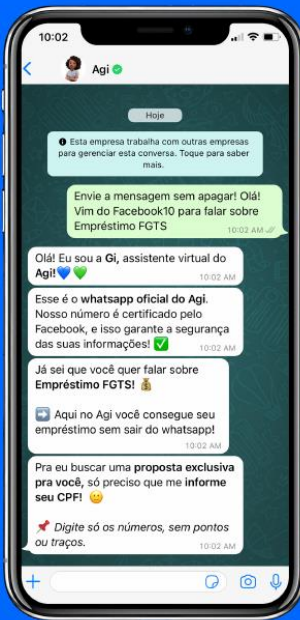 10:02
Agi
Hoje
Esta empresa trabalha com outras empresas
para gerenciar esta conversa. Toque para saber
mais.
Envie a mensagem sem apagar! Olá!
Vim do Facebook10 para falar sobre
Empréstimo FGTS
10:02 AM
Olá! Eu sou a Gi, assistente virtual do
Agi!💙💚
10:02 AM
Esse é o whatsapp oficial do Agi.
Nosso número é certificado pelo
Facebook, e isso garante a segurança
das suas informações! ✅
10:02 AM
Já sei que você quer falar sobre
Empréstimo FGTS! 💰
➡️ Aqui no Agi você consegue seu
empréstimo sem sair do whatsapp!
10:02 AM
Pra eu buscar uma proposta exclusiva
pra você, só preciso que me informe
seu CPF! 🙂
📌 Digite só os números, sem pontos
ou traços.
10:02 AM